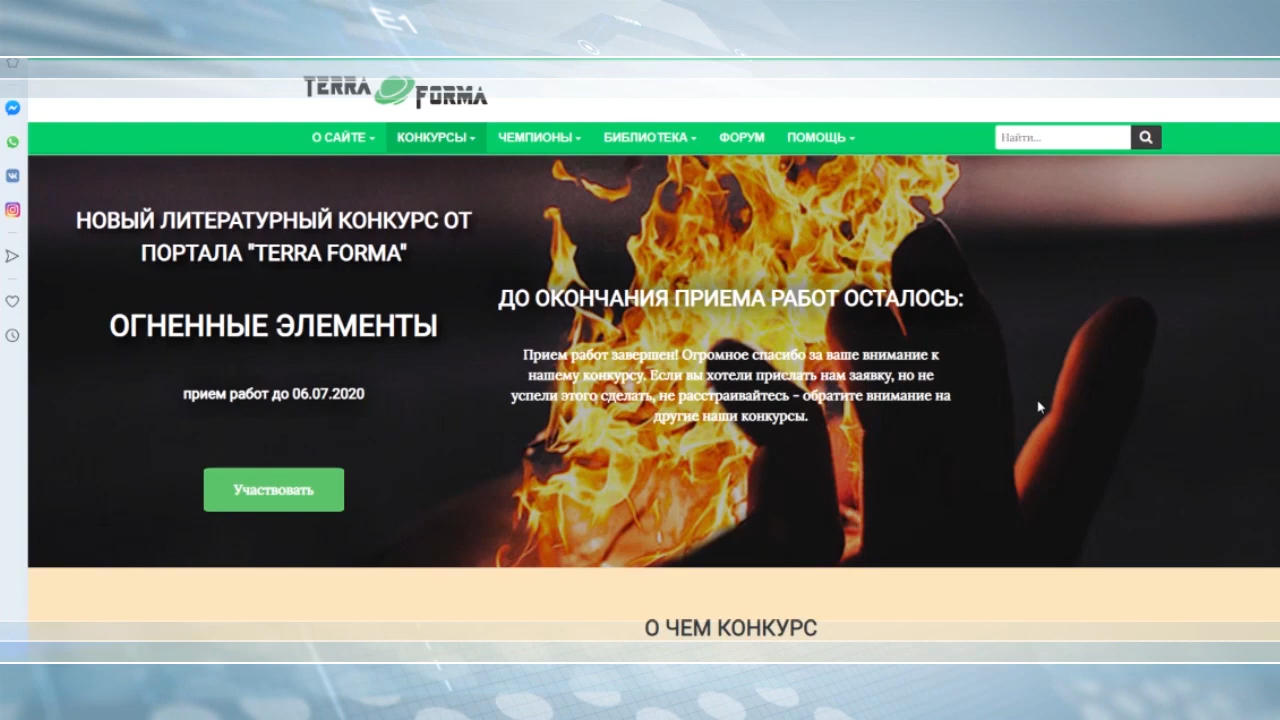 E1
TERRA FORMA
О САЙТЕ КОНКУРСЫ ЧЕМПИОНЫ БИБЛИОТЕКА ФОРУМ ПОМОЩЬ Найти...
НОВЫЙ ЛИТЕРАТУРНЫЙ КОНКУРС ОТ
ПОРТАЛА "TERRA FORMA"
ОГНЕННЫЕ ЭЛЕМЕНТЫ
прием работ до 06.07.2020
Участвовать
ДО ОКОНЧАНИЯ ПРИЕМА РАБОТ ОСТАЛОСЬ:
Прием работ завершен! Огромное спасибо за ваше внимание к
нашему конкурсу. Если вы хотели прислать нам заявку, но не
успели этого сделать, не расстраивайтесь - обратите внимание на
другие наши конкурсы.
О ЧЕМ КОНКУРС